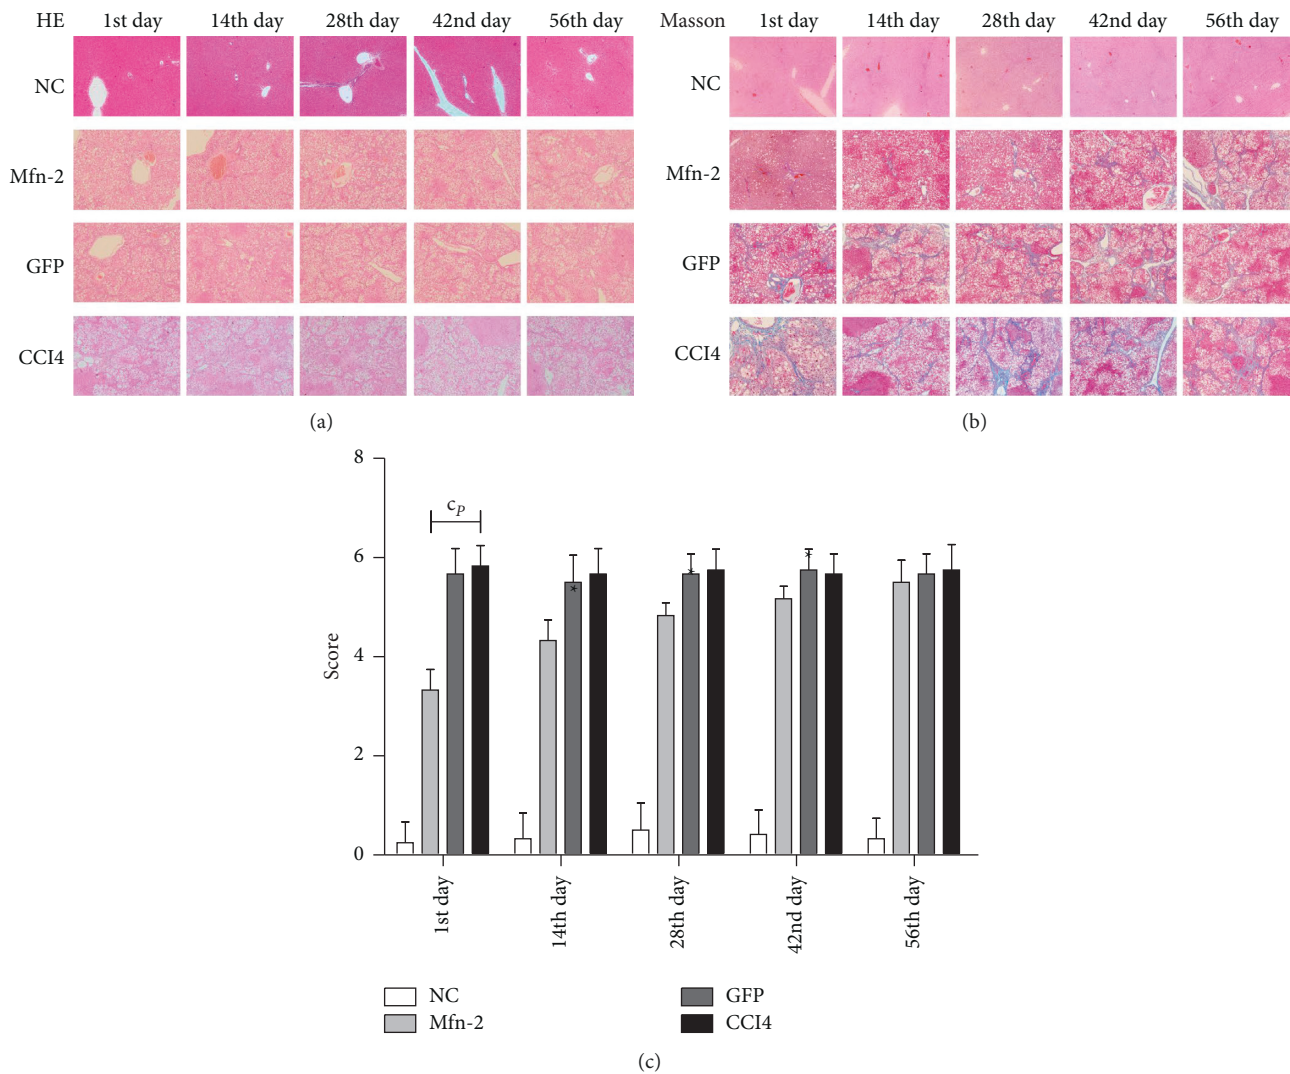 HE 1st day 14th day 28th day 42nd day 56th day
NC
Mfn-2
GFP
CCI4
(a)
Masson 1st day 14th day 28th day 42nd day 56th day
NC
Mfn-2
GFP
CCI4
(b)
8
6
4
2
0
Score
cP
*
*
*
1st day
14th day
28th day
42nd day
56th day
NC
Mfn-2
GFP
CCI4
(c)